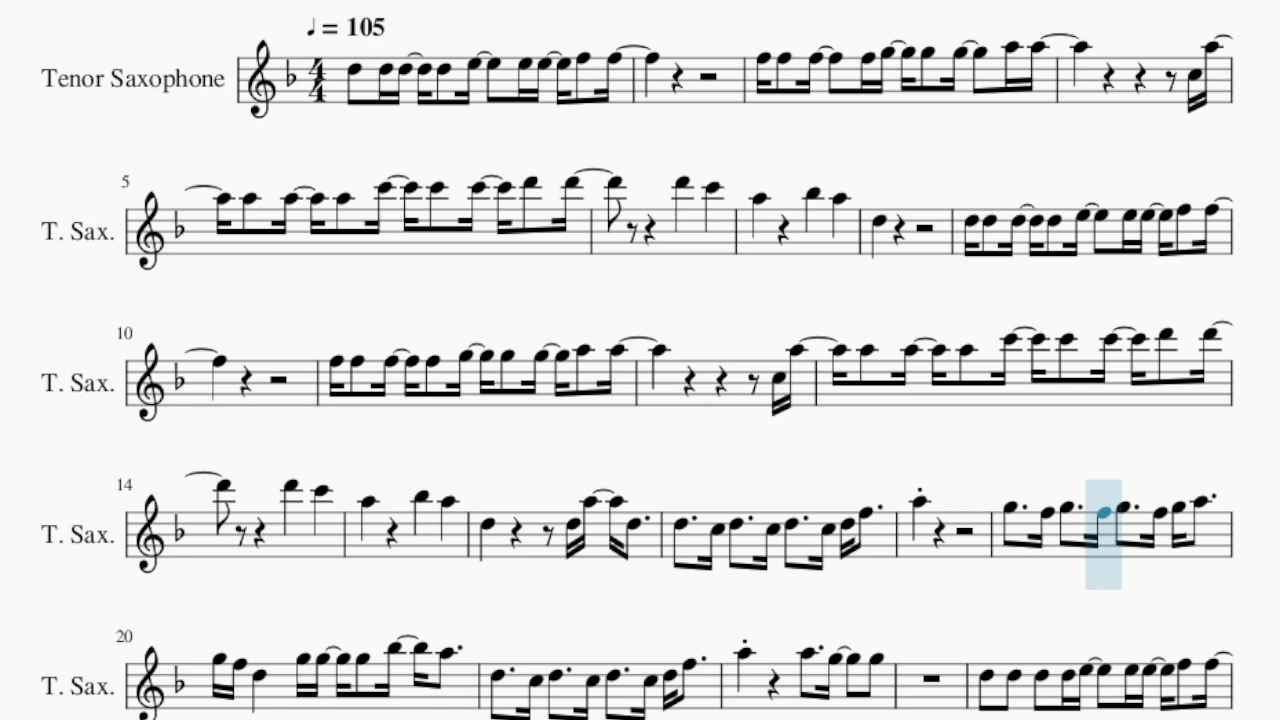 ♩ = 105
Tenor Saxophone
4
4
5
T. Sax.
10
T. Sax.
14
T. Sax.
20
T. Sax.